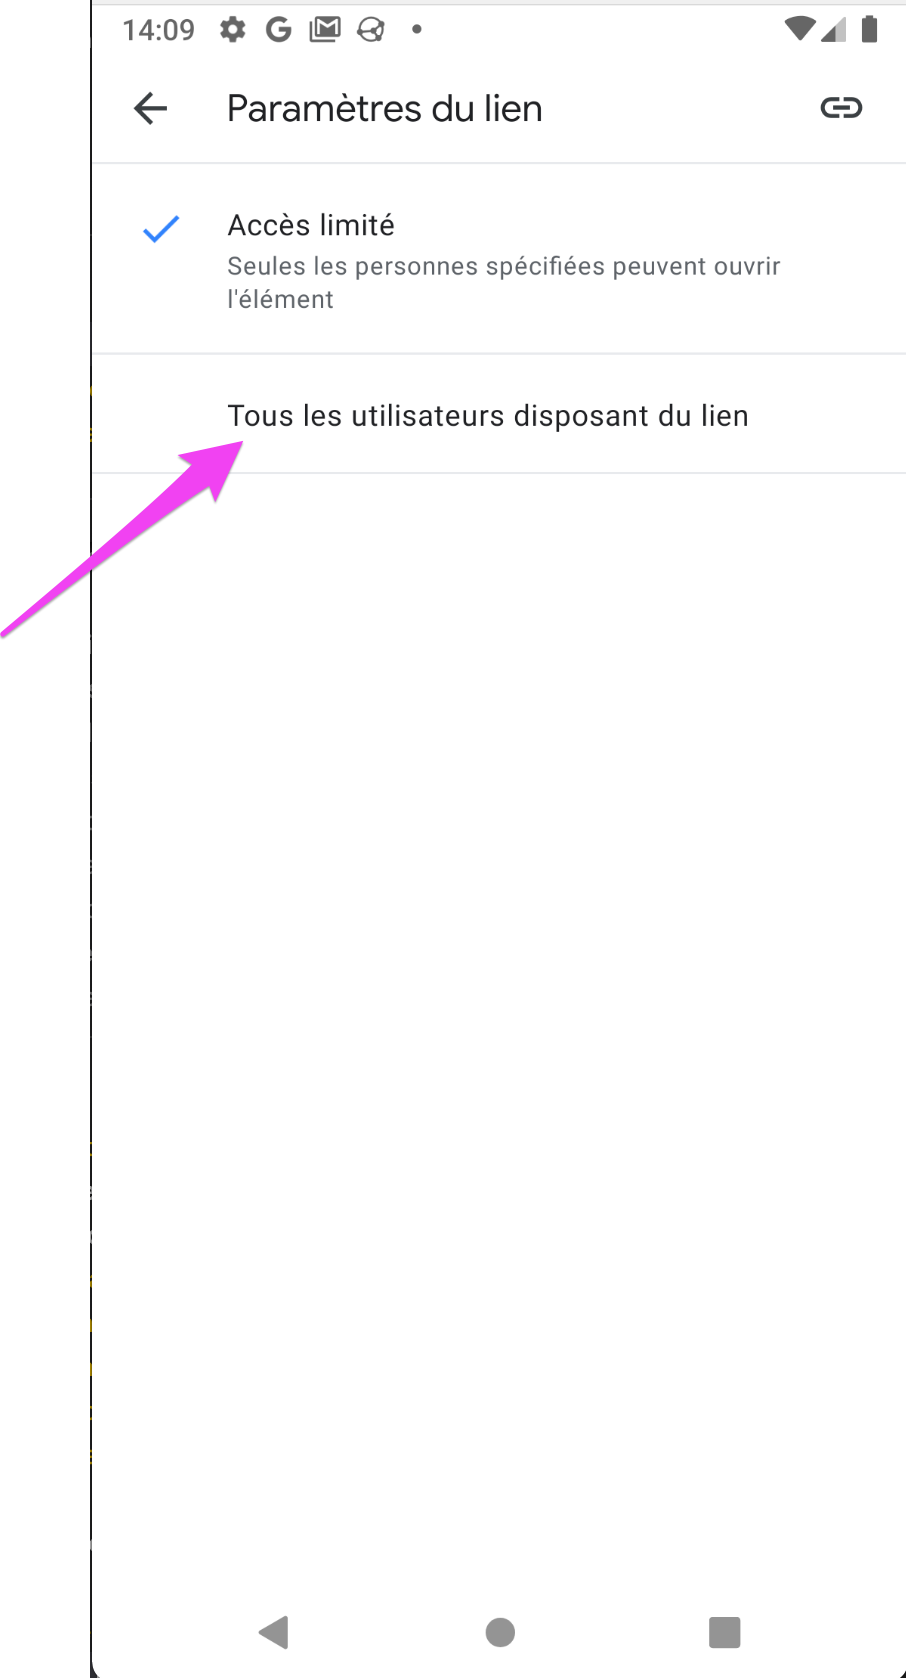 14:09
Paramètres du lien
Accès limité
Seules les personnes spécifiées peuvent ouvrir
l'élément
Tous les utilisateurs disposant du lien